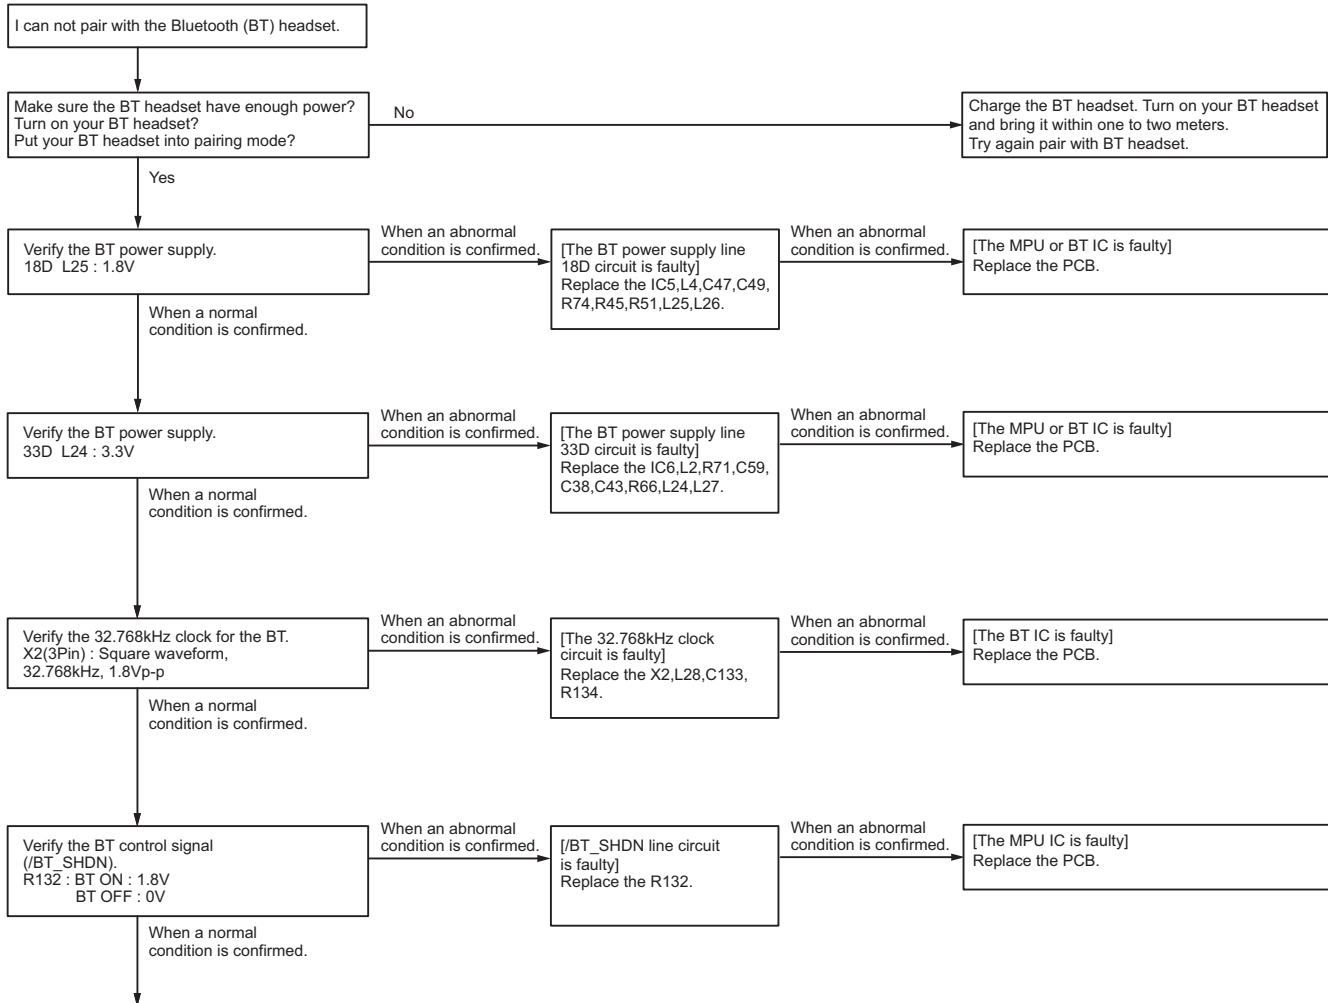 I can not pair with the Bluetooth (BT) headset.
Make sure the BT headset have enough power?
Turn on your BT headset?
Put your BT headset into pairing mode?
No
Charge the BT headset. Turn on your BT headset
and bring it within one to two meters.
Try again pair with BT headset.
Yes
Verify the BT power supply.
18D L25 : 1.8V
When an abnormal
condition is confirmed.
[The BT power supply line
18D circuit is faulty]
Replace the IC5,L4,C47,C49,
R74,R45,R51,L25,L26.
When an abnormal
condition is confirmed.
[The MPU or BT IC is faulty]
Replace the PCB.
When a normal
condition is confirmed.
Verify the BT power supply.
33D L24 : 3.3V
When an abnormal
condition is confirmed.
[The BT power supply line
33D circuit is faulty]
Replace the IC6,L2,R71,C59,
C38,C43,R66,L24,L27.
When an abnormal
condition is confirmed.
[The MPU or BT IC is faulty]
Replace the PCB.
When a normal
condition is confirmed.
Verify the 32.768kHz clock for the BT.
X2(3Pin) : Square waveform,
32.768kHz, 1.8Vp-p
When an abnormal
condition is confirmed.
[The 32.768kHz clock
circuit is faulty]
Replace the X2,L28,C133,
R134.
When an abnormal
condition is confirmed.
[The BT IC is faulty]
Replace the PCB.
When a normal
condition is confirmed.
Verify the BT control signal
(/BT_SHDN).
R132 : BT ON : 1.8V
BT OFF : 0V
When an abnormal
condition is confirmed.
[/BT_SHDN line circuit
is faulty]
Replace the R132.
When an abnormal
condition is confirmed.
[The MPU IC is faulty]
Replace the PCB.
When a normal
condition is confirmed.